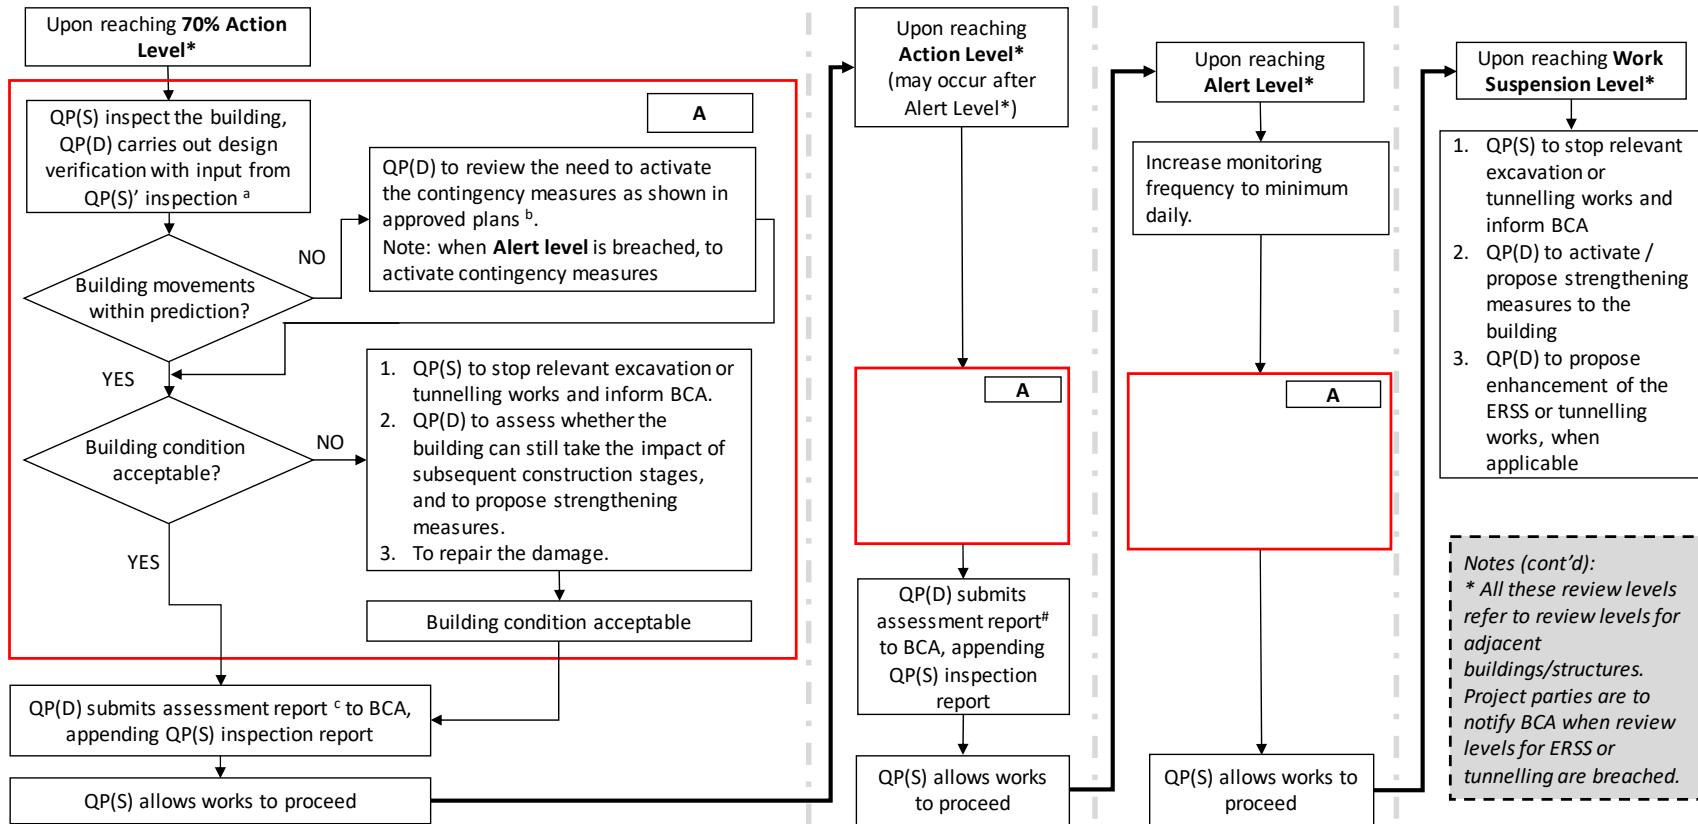 Upon reaching 70% Action
Level*
A
QP(S) inspect the building,
QP(D) carries out design
verification with input from
QP(S)’ inspection a
QP(D) to review the need to activate
the contingency measures as shown in
approved plans b.
Note: when Alert level is breached, to
activate contingency measures
NO
Building movements
within prediction?
YES
1. QP(S) to stop relevant excavation or
tunnelling works and inform BCA.
2. QP(D) to assess whether the
building can still take the impact of
subsequent construction stages,
and to propose strengthening
measures.
3. To repair the damage.
NO
Building condition
acceptable?
YES
Building condition acceptable
QP(D) submits assessment report c to BCA,
appending QP(S) inspection report
QP(S) allows works to proceed
Upon reaching
Action Level*
(may occur after
Alert Level*)
A
QP(D) submits
assessment report#
to BCA, appending
QP(S) inspection
report
QP(S) allows works
to proceed
Upon reaching
Alert Level*
Increase monitoring
frequency to minimum
daily.
A
QP(S) allows works to
proceed
Upon reaching Work
Suspension Level*
1. QP(S) to stop relevant
excavation or
tunnelling works and
inform BCA
2. QP(D) to activate /
propose strengthening
measures to the
building
3. QP(D) to propose
enhancement of the
ERSS or tunnelling
works, when
applicable
Notes (cont’d):
* All these review levels
refer to review levels for
adjacent
buildings/structures.
Project parties are to
notify BCA when review
levels for ERSS or
tunnelling are breached.